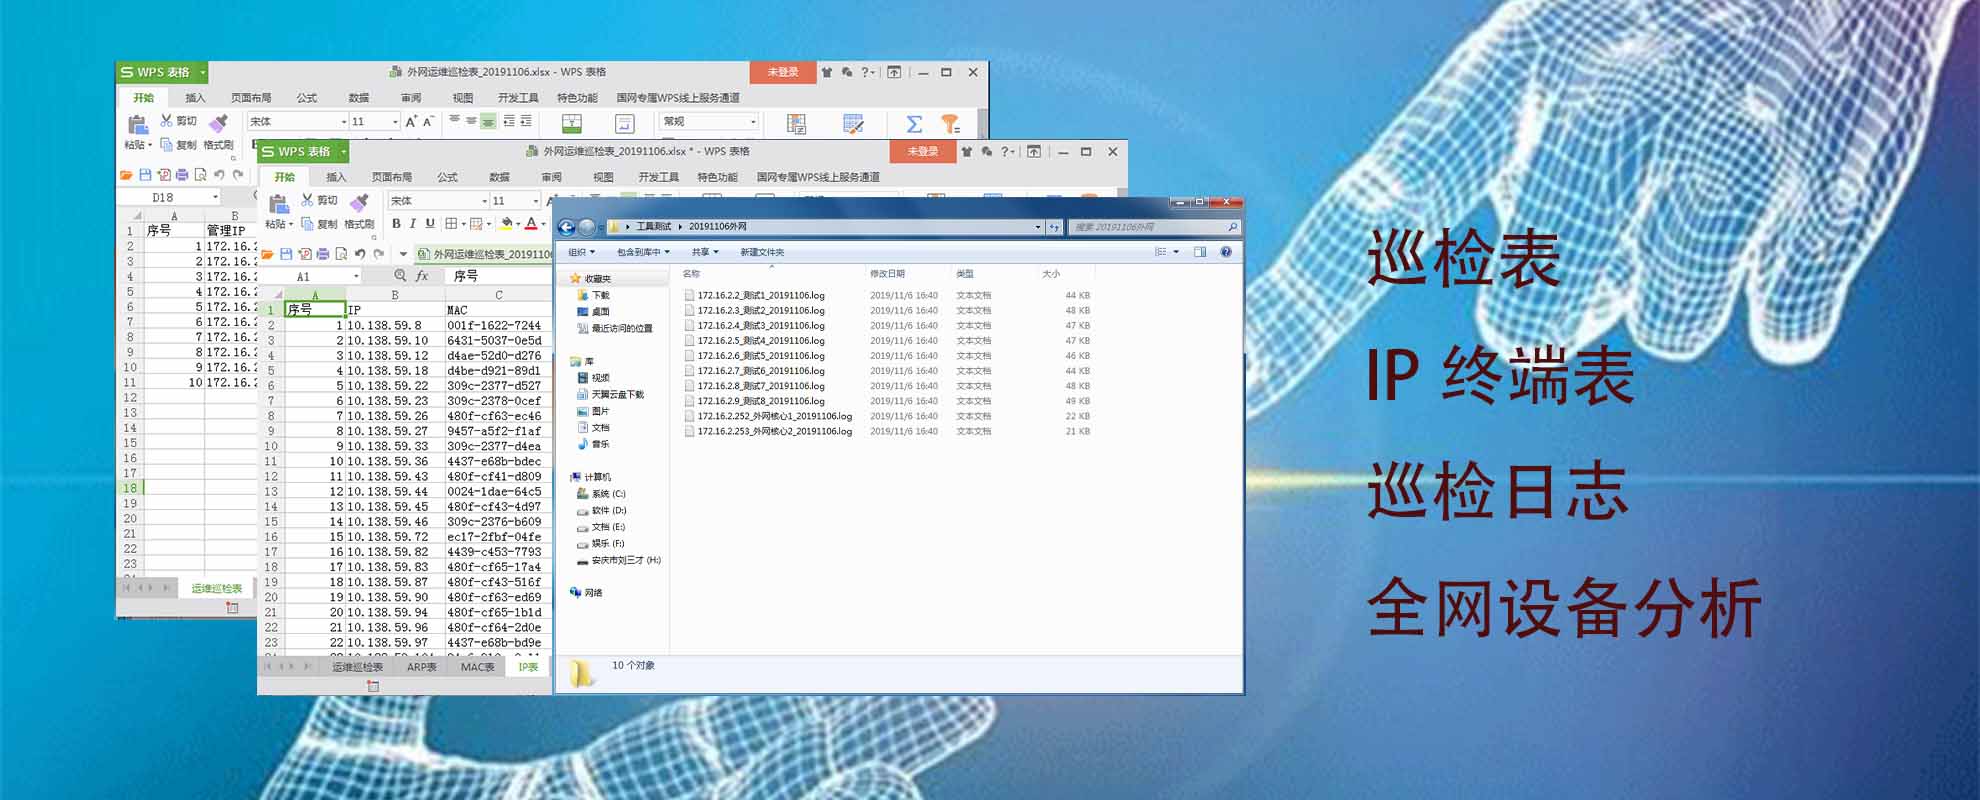 WPS 表格
外网运维巡检表_20191106.xlsx - WPS 表格
未登录
开始 插入 页面布局 公式 数据 审阅 视图 开发工具 特色功能 国网专属WPS线上服务通道
剪切
宋体 11
常规
粘贴 复制 格式刷
D18
A B
1 序号 管理IP
2 1 172.16.2
3 2 172.16.2
4 3 172.16.2
5 4 172.16.2
6 5 172.16.2
7 6 172.16.2
8 7 172.16.2
9 8 172.16.2
10 9 172.16.2
11 10 172.16.2
12
13
14
15
16
17
18
19
20
21
22
23
运维巡检表
WPS 表格
外网运维巡检表_20191106.xlsx * - WPS 表格
未登录
开始 插入 页面布局 公式 数据 审阅 视图 开发工具 特色功能 国网专属WPS线上服务通道
剪切
宋体 11
粘贴 复制 格式刷
B I U
外网运维巡检表_2019110
A1 fx 序号
A B C
1 序号 IP MAC
2 1 10.138.59.8 001f-1622-7244
3 2 10.138.59.10 6431-5037-0e5d
4 3 10.138.59.12 d4ae-52d0-d276
5 4 10.138.59.18 d4be-d921-89d1
6 5 10.138.59.22 309c-2377-d527
7 6 10.138.59.23 309c-2378-0cef
8 7 10.138.59.26 480f-cf63-ec46
9 8 10.138.59.27 9457-a5f2-f1af
10 9 10.138.59.33 309c-2377-d4ea
11 10 10.138.59.36 4437-e68b-bdec
12 11 10.138.59.43 480f-cf41-d809
13 12 10.138.59.44 0024-1dae-64c5
14 13 10.138.59.45 480f-cf43-4d97
15 14 10.138.59.46 309c-2376-b609
16 15 10.138.59.72 ec17-2fbf-04fe
17 16 10.138.59.82 4439-c453-7793
18 17 10.138.59.83 480f-cf65-17a4
19 18 10.138.59.87 480f-cf43-516f
20 19 10.138.59.90 480f-cf63-ed69
21 20 10.138.59.94 480f-cf65-1b1d
22 21 10.138.59.96 480f-cf64-2d0e
23 22 10.138.59.97 4437-e68b-bd9e
运维巡检表 ARP表 MAC表 IP表
工具测试 20191106外网
搜索 20191106外网
组织 包含到库中 共享 新建文件夹
收藏夹
下载
桌面
最近访问的位置
库
视频
天翼云盘下载
图片
文档
音乐
计算机
系统 (C:)
软件 (D:)
文档 (E:)
娱乐 (F:)
安庆市刘三才 (H:)
网络
名称 修改日期 类型 大小
172.16.2.2_测试1_20191106.log 2019/11/6 16:40 文本文档 44 KB
172.16.2.3_测试2_20191106.log 2019/11/6 16:40 文本文档 48 KB
172.16.2.4_测试3_20191106.log 2019/11/6 16:40 文本文档 47 KB
172.16.2.5_测试4_20191106.log 2019/11/6 16:40 文本文档 47 KB
172.16.2.6_测试5_20191106.log 2019/11/6 16:40 文本文档 46 KB
172.16.2.7_测试6_20191106.log 2019/11/6 16:40 文本文档 44 KB
172.16.2.8_测试7_20191106.log 2019/11/6 16:40 文本文档 48 KB
172.16.2.9_测试8_20191106.log 2019/11/6 16:40 文本文档 49 KB
172.16.2.252_外网核心1_20191106.log 2019/11/6 16:40 文本文档 22 KB
172.16.2.253_外网核心2_20191106.log 2019/11/6 16:40 文本文档 21 KB
10 个对象
巡检表
IP 终端表
巡检日志
全网设备分析